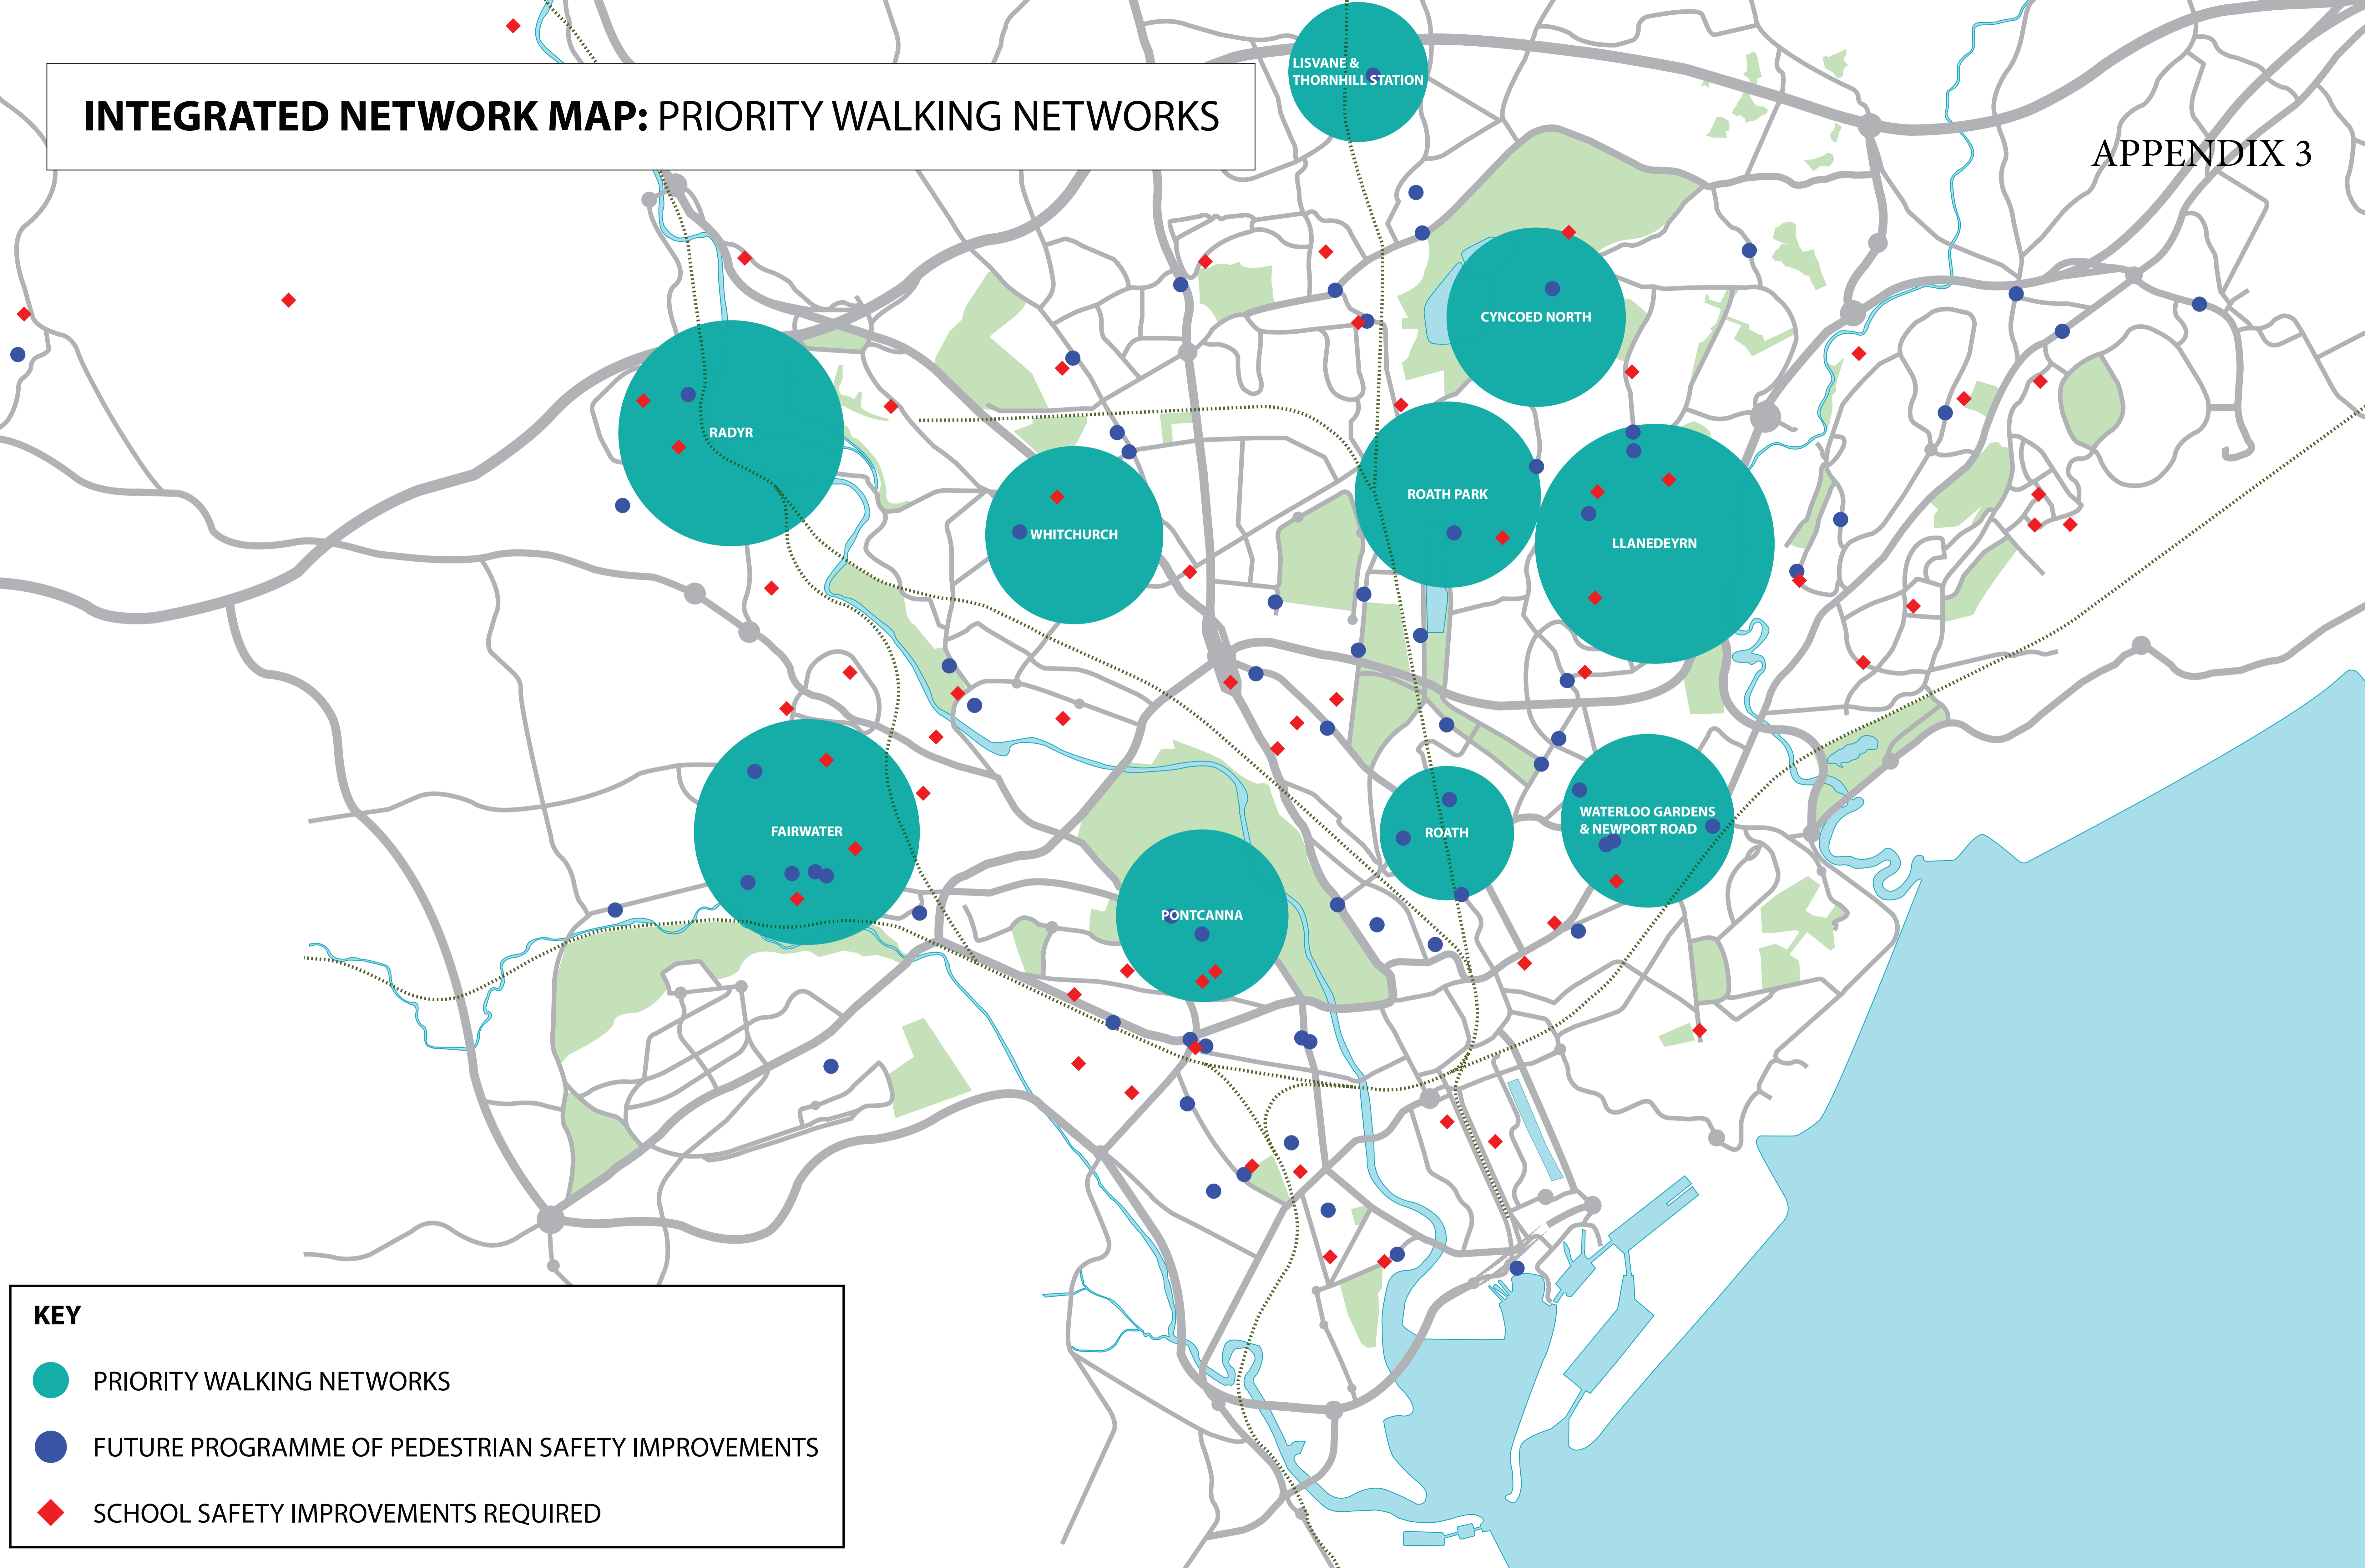 INTEGRATED NETWORK MAP: PRIORITY WALKING NETWORKS
APPENDIX 3
LISVANE &
THORNHILL STATION
CYNCOED NORTH
RADYR
ROATH PARK
WHITCHURCH
LLANEDEYRN
FAIRWATER
ROATH
WATERLOO GARDENS
& NEWPORT ROAD
PONTCANNA
KEY
PRIORITY WALKING NETWORKS
FUTURE PROGRAMME OF PEDESTRIAN SAFETY IMPROVEMENTS
SCHOOL SAFETY IMPROVEMENTS REQUIRED